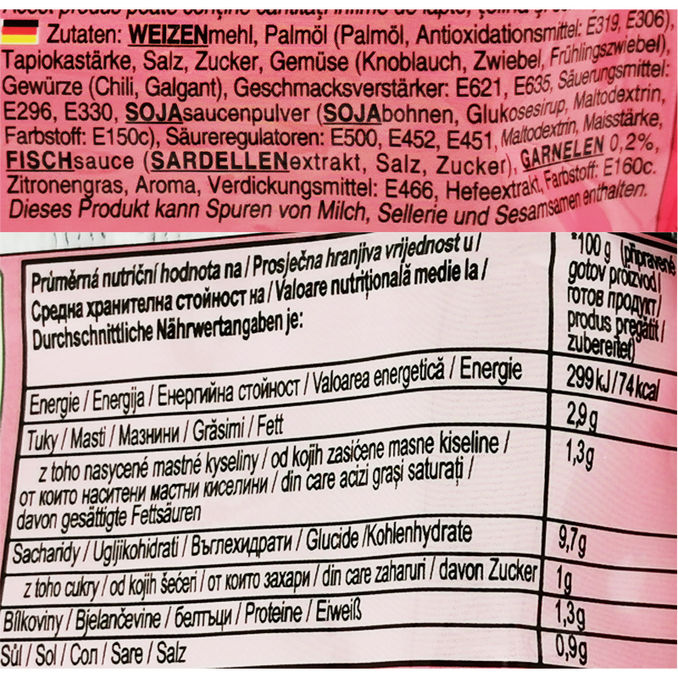 Zutaten: WEIZENmehl, Palmöl (Palmöl, Antioxidationsmittel: E319, E306),
Tapiokastärke, Salz, Zucker, Gemüse (Knoblauch, Zwiebel, Frühlingszwiebel),
Gewürze (Chili, Galgant), Geschmacksverstärker: E621, E635, Säuerungsmittel:
E296, E330, SOJAsaucenpulver (SOJAbohnen, Glukosesirup, Maltodextrin,
Farbstoff: E150c), Säureregulatoren: E500, E452, E451, Maltodextrin, Maisstärke,
FISCHsauce (SARDELLENextrakt, Salz, Zucker), GARNELEN 0,2%,
Zitronengras, Aroma, Verdickungsmittel: E466, Hefeextrakt, Farbstoff: E160c.
Dieses Produkt kann Spuren von Milch, Sellerie und Sesamsamen enthalten.
Průměrná nutriční hodnota na / Prosječna hranjiva vrijednost u /
Средна хранителна стойност на / Valoare nutrițională medie la /
Durchschnittliche Nährwertangaben je:
*100 g (připravené
gotov proizvod /
готов продукт /
produs pregătit /
zubereitet)
Energie / Energija / Енергийна стойност / Valoarea energetică / Energie
299 kJ / 74 kcal
Tuky / Masti / Мазнини / Grăsimi / Fett
2,9 g
z toho nasycené mastné kyseliny / od kojih zasićene masne kiseline /
от които наситени мастни киселини / din care acizi grași saturați /
davon gesättigte Fettsäuren
1,3 g
Sacharidy / Ugljikohidrati / Въглехидрати / Glucide /Kohlenhydrate
9,7 g
z toho cukry / od kojih šećeri / от които захари / din care zaharuri / davon Zucker
1 g
Bílkoviny / Bjelančevine / белтъци / Proteine / Eiweiß
1,3 g
Sůl / Sol / Сол / Sare / Salz
0,9 g